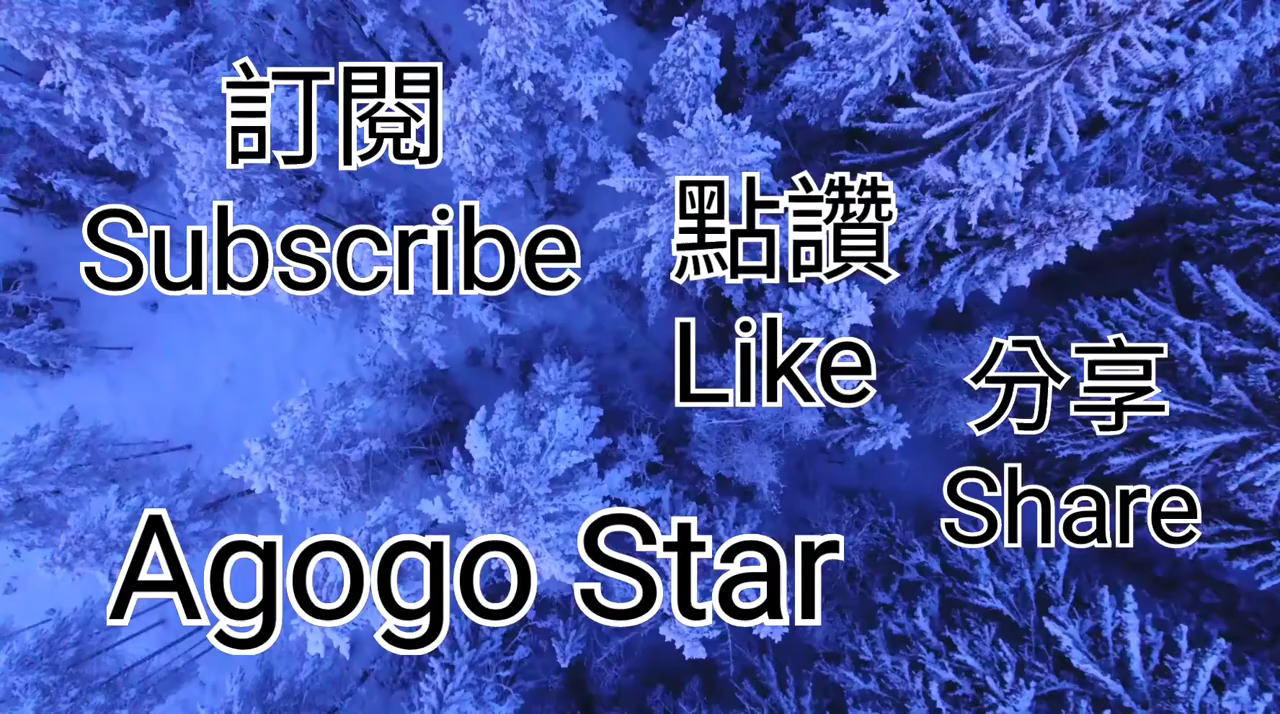 訂閱
Subscribe
點讚
Like
分享
Share
Agogo Star